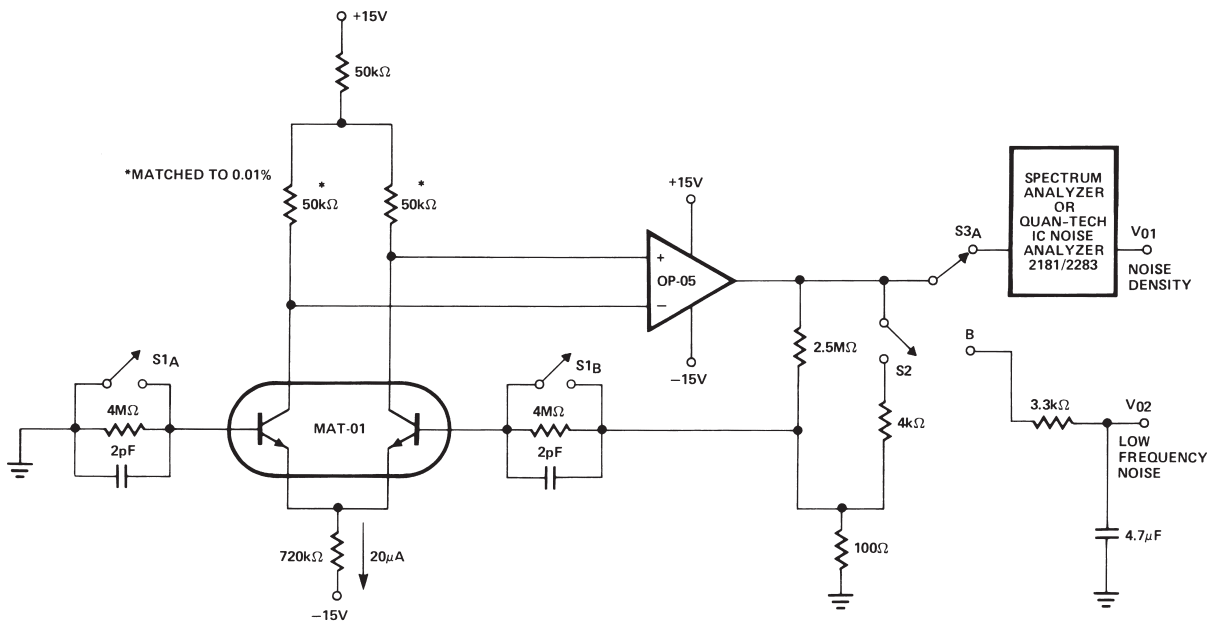 +15V
50kΩ
*MATCHED TO 0.01%
*
50kΩ
*
50kΩ
+15V
+
OP-05
−
−15V
S3A
SPECTRUM
ANALYZER
OR
QUAN-TECH
IC NOISE
ANALYZER
2181/2283
V01
NOISE
DENSITY
2.5MΩ
S2
4kΩ
B
3.3kΩ
V02
LOW
FREQUENCY
NOISE
4.7μF
S1A
4MΩ
2pF
MAT-01
S1B
4MΩ
2pF
720kΩ
20μA
−15V
100Ω